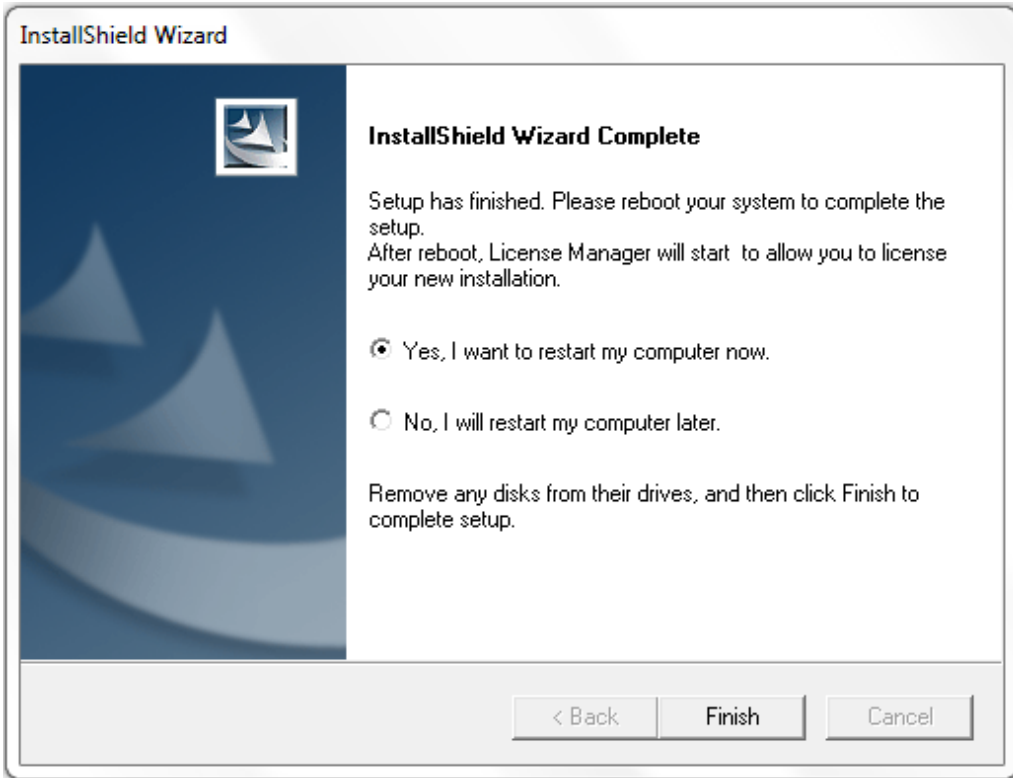 InstallShield Wizard
InstallShield Wizard Complete
Setup has finished. Please reboot your system to complete the
setup.
After reboot, License Manager will start  to allow you to license
your new installation.
Yes, I want to restart my computer now.
No, I will restart my computer later.
Remove any disks from their drives, and then click Finish to
complete setup.
< Back
Finish
Cancel